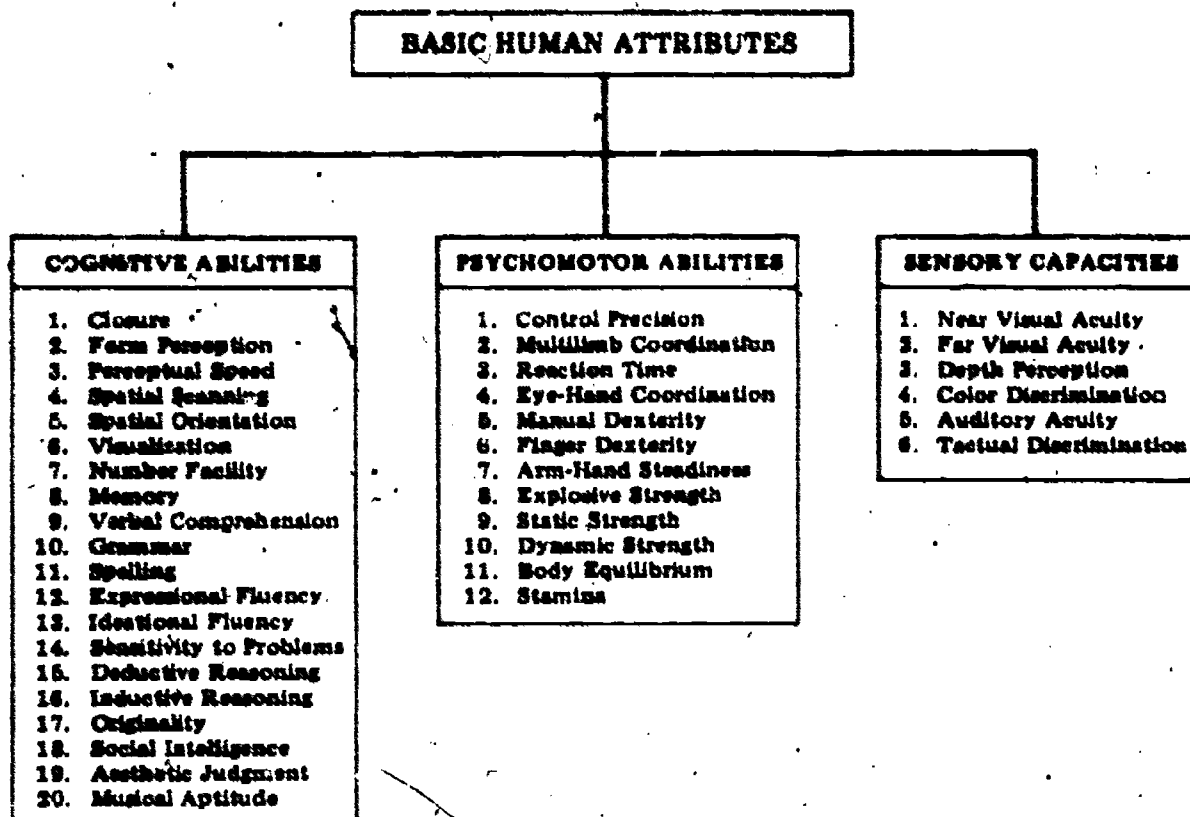 BASIC HUMAN ATTRIBUTES
COGNITIVE ABILITIES
1. Closure
2. Form Perception
3. Perceptual Speed
4. Spatial Scanning
5. Spatial Orientation
6. Visualization
7. Number Facility
8. Memory
9. Verbal Comprehension
10. Grammar
11. Spelling
12. Expressional Fluency
13. Ideational Fluency
14. Sensitivity to Problems
15. Deductive Reasoning
16. Inductive Reasoning
17. Originality
18. Social Intelligence
19. Aesthetic Judgment
20. Musical Aptitude
PSYCHOMOTOR ABILITIES
1. Control Precision
2. Multilimb Coordination
3. Reaction Time
4. Eye-Hand Coordination
5. Manual Dexterity
6. Finger Dexterity
7. Arm-Hand Steadiness
8. Explosive Strength
9. Static Strength
10. Dynamic Strength
11. Body Equilibrium
12. Stamina
SENSORY CAPACITIES
1. Near Visual Acuity
2. Far Visual Acuity
3. Depth Perception
4. Color Discrimination
5. Auditory Acuity
6. Tactual Discrimination